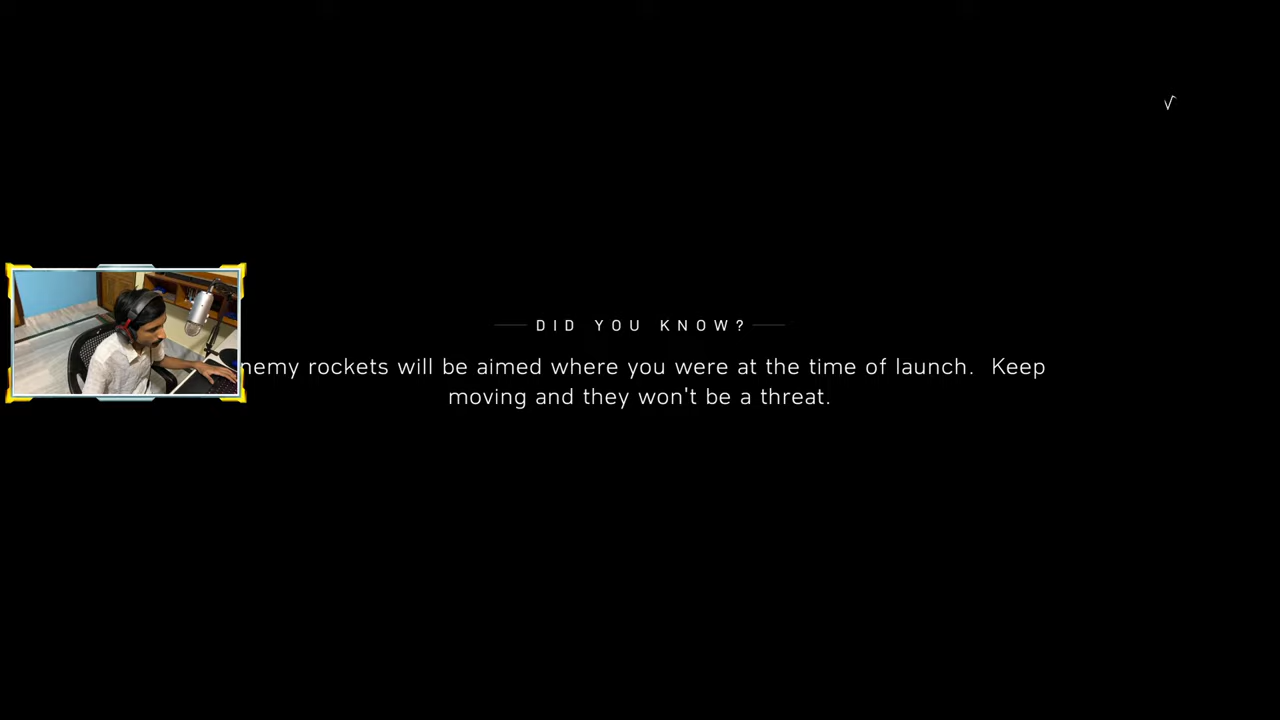 DID YOU KNOW?
rockets will be aimed where you were at the time of launch. Keep
moving and they won't be a threat.